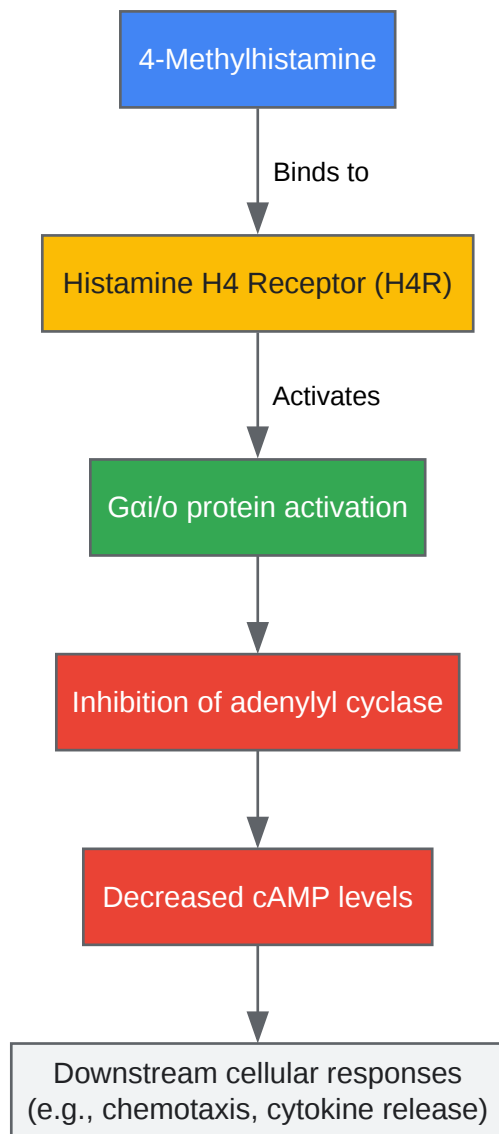 4-Methylhistamine
Binds to
Histamine H4 Receptor (H4R)
Activates
Gαi/o protein activation
Inhibition of adenylyl cyclase
Decreased cAMP levels
Downstream cellular responses
(e.g., chemotaxis, cytokine release)